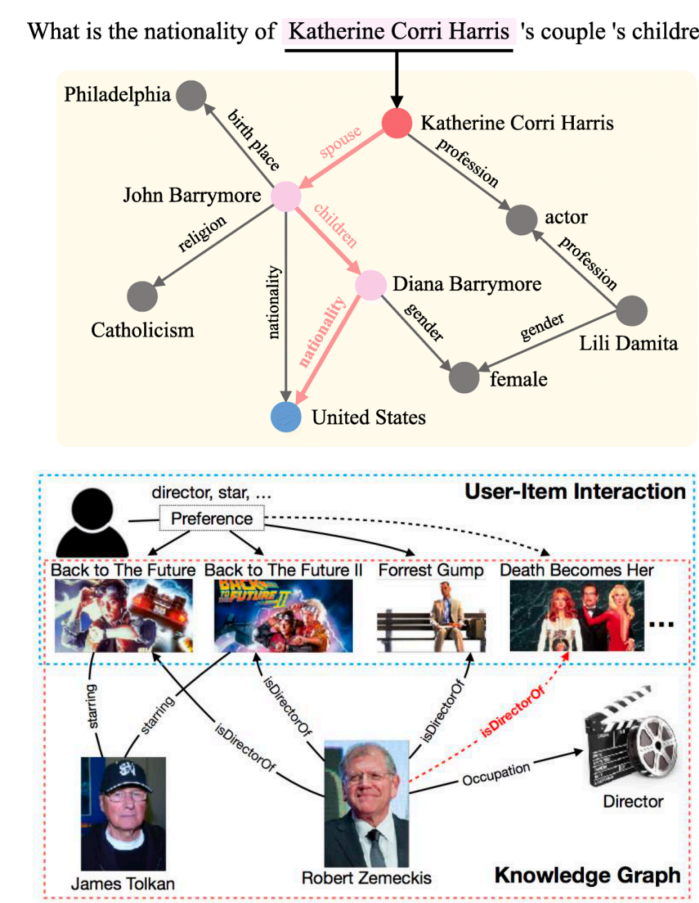 What is the nationality of Katherine Corri Harris 's couple 's childre
Philadelphia
birth place
spouse
Katherine Corri Harris
profession
John Barrymore
religion
children
actor
nationality
Diana Barrymore
profession
nationality
gender
gender
Catholicism
Lili Damita
female
United States
User-Item Interaction
director, star, ...
Preference
Back to The Future
Back to The Future II
Forrest Gump
Death Becomes Her
BACK
TO THE
FUTURE II
...
starring
starring
isDirectorOf
isDirectorOf
isDirectorOf
isDirectorOf
Occupation
Director
James Tolkan
Robert Zemeckis
Knowledge Graph